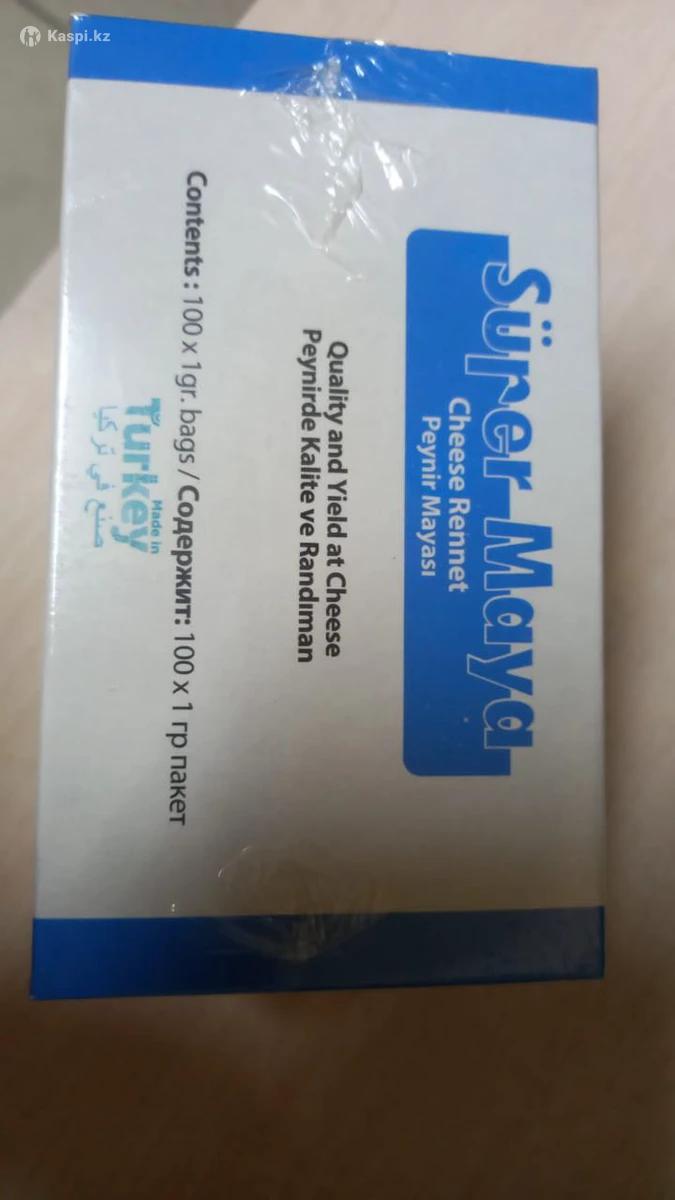 Kaspi.kz
Sürer Maya
Cheese Rennet
Peynir Mayası
Quality and Yield at Cheese
Peynirde Kalite ve Randıman
Contents : 100 x 1gr. bags / Содержит: 100 x 1 гр пакет
Made in
Turkey
صنع في تركيا